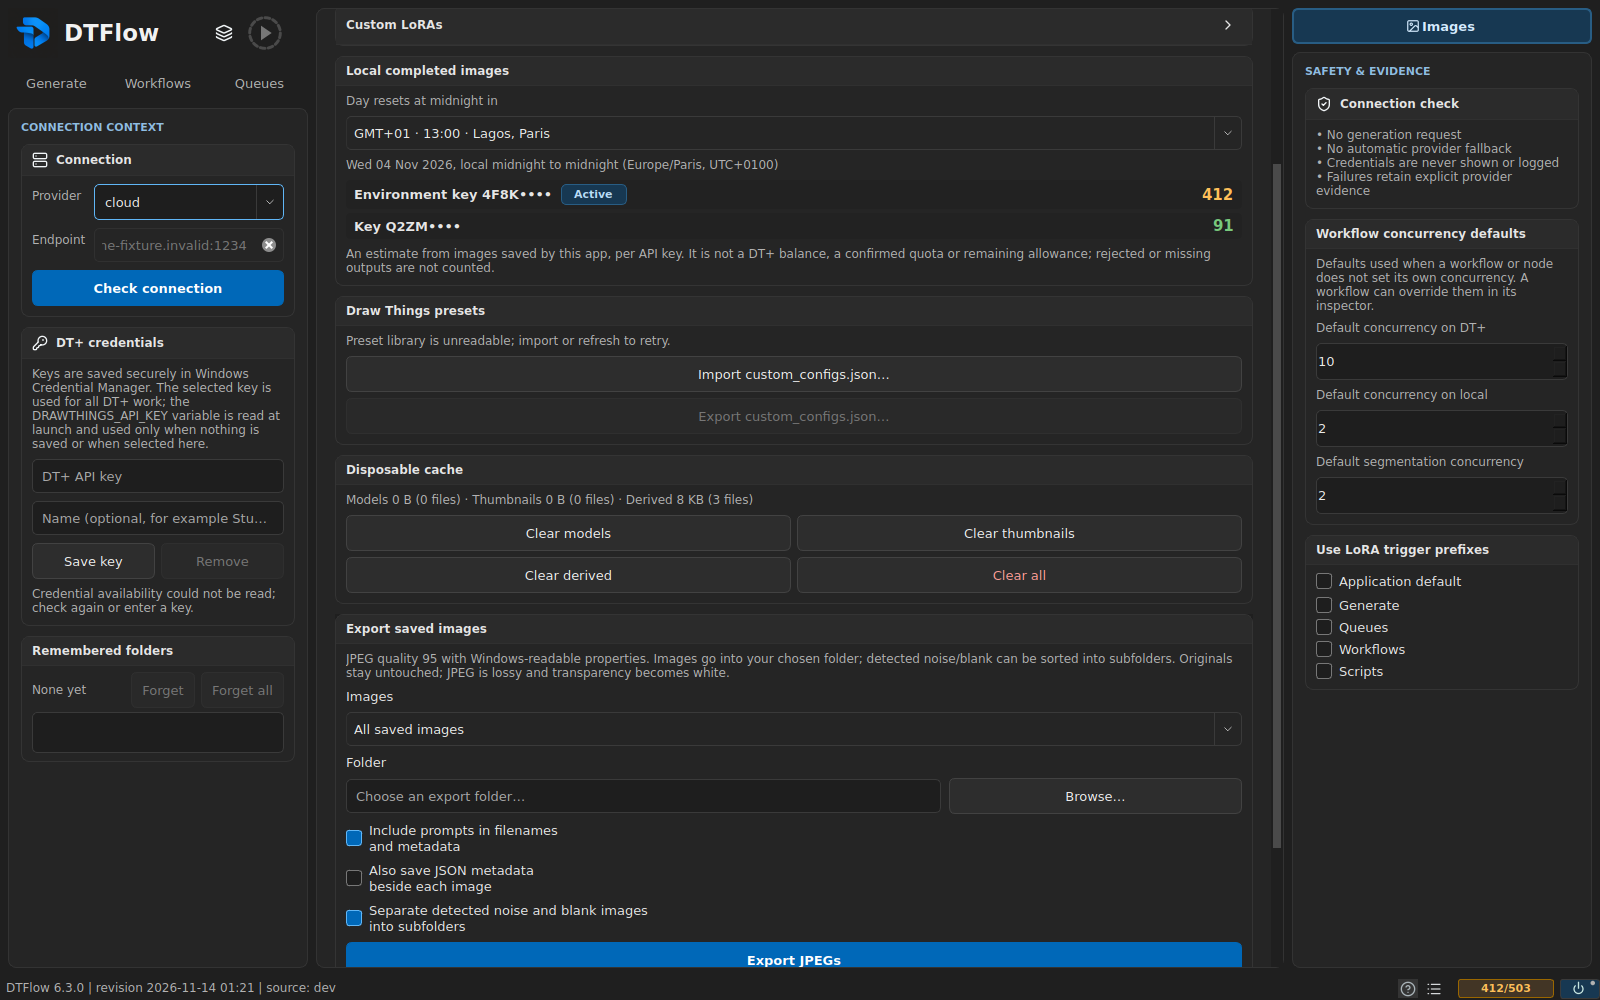 DTFlow
Generate
Workflows
Queues
CONNECTION CONTEXT
Connection
Provider
cloud
Endpoint
ne-fixture.invalid:1234
Check connection
DT+ credentials
Keys are saved securely in Windows
Credential Manager. The selected key is
used for all DT+ work; the
DRAWTHINGS_API_KEY variable is read at
launch and used only when nothing is
saved or when selected here.
DT+ API key
Name (optional, for example Stu…
Save key
Remove
Credential availability could not be read;
check again or enter a key.
Remembered folders
None yet
Forget
Forget all
Custom LoRAs
Local completed images
Day resets at midnight in
GMT+01 · 13:00 · Lagos, Paris
Wed 04 Nov 2026, local midnight to midnight (Europe/Paris, UTC+0100)
Environment key 4F8K••••
Active
412
Key Q2ZM••••
91
An estimate from images saved by this app, per API key. It is not a DT+ balance, a confirmed quota or remaining allowance; rejected or missing
outputs are not counted.
Draw Things presets
Preset library is unreadable; import or refresh to retry.
Import custom_configs.json…
Export custom_configs.json…
Disposable cache
Models 0 B (0 files) · Thumbnails 0 B (0 files) · Derived 8 KB (3 files)
Clear models
Clear thumbnails
Clear derived
Clear all
Export saved images
JPEG quality 95 with Windows-readable properties. Images go into your chosen folder; detected noise/blank can be sorted into subfolders. Originals
stay untouched; JPEG is lossy and transparency becomes white.
Images
All saved images
Folder
Choose an export folder…
Browse…
Include prompts in filenames
and metadata
Also save JSON metadata
beside each image
Separate detected noise and blank images
into subfolders
Export JPEGs
Images
SAFETY & EVIDENCE
Connection check
• No generation request
• No automatic provider fallback
• Credentials are never shown or logged
• Failures retain explicit provider
evidence
Workflow concurrency defaults
Defaults used when a workflow or node
does not set its own concurrency. A
workflow can override them in its
inspector.
Default concurrency on DT+
10
Default concurrency on local
2
Default segmentation concurrency
2
Use LoRA trigger prefixes
Application default
Generate
Queues
Workflows
Scripts
DTFlow 6.3.0 | revision 2026-11-14 01:21 | source: dev
412/503